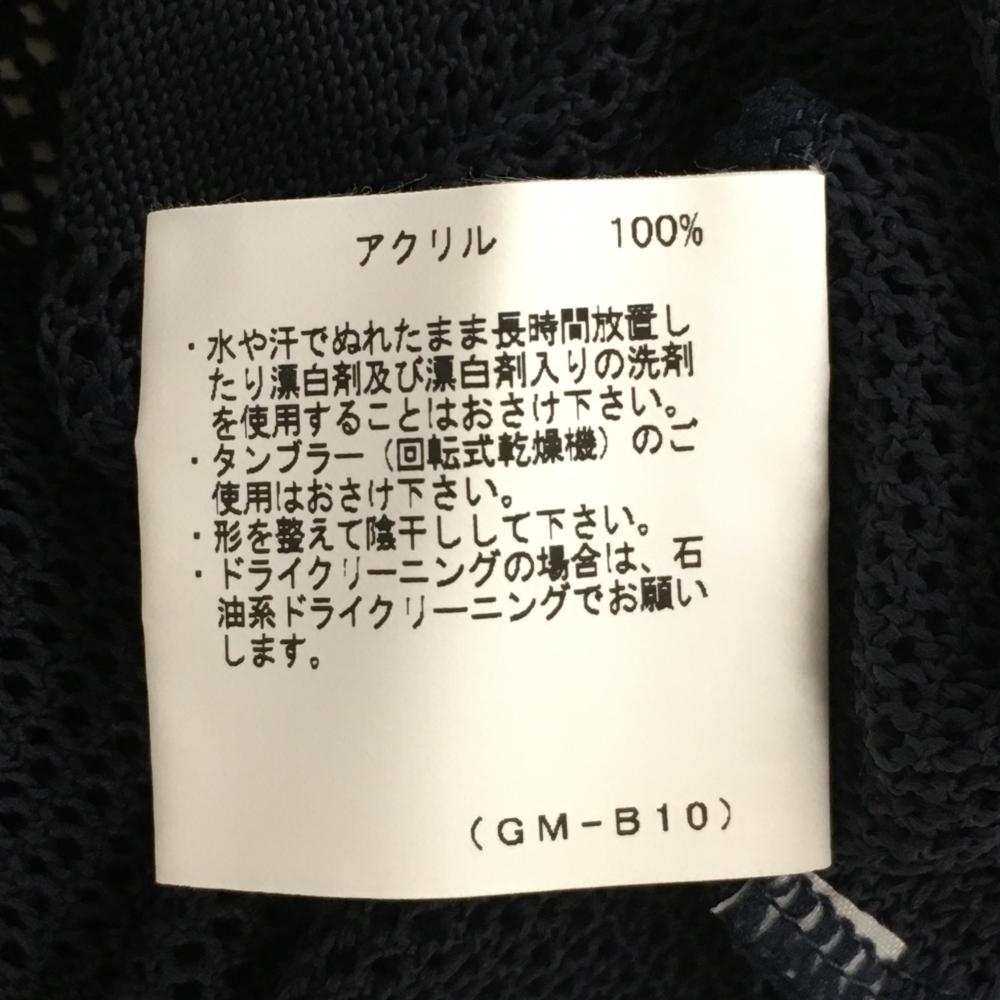 アクリル 100%
・水や汗でぬれたまま長時間放置し
たり漂白剤及び漂白剤入りの洗剤
を使用することはおさけ下さい。
・タンブラー（回転式乾燥機）のご
使用はおさけ下さい。
・形を整えて陰干しして下さい。
・ドライクリーニングの場合は、石
油系ドライクリーニングでお願い
します。
（GM－B10）